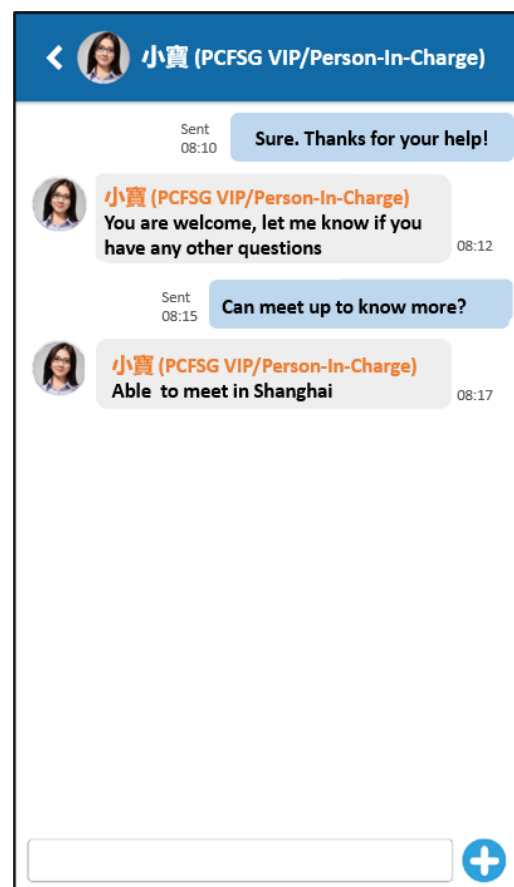 小寶 (PCFSG VIP/Person-In-Charge)
Sent
08:10
Sure. Thanks for your help!
小寶 (PCFSG VIP/Person-In-Charge)
You are welcome, let me know if you
have any other questions
08:12
Sent
08:15
Can meet up to know more?
小寶 (PCFSG VIP/Person-In-Charge)
Able to meet in Shanghai
08:17